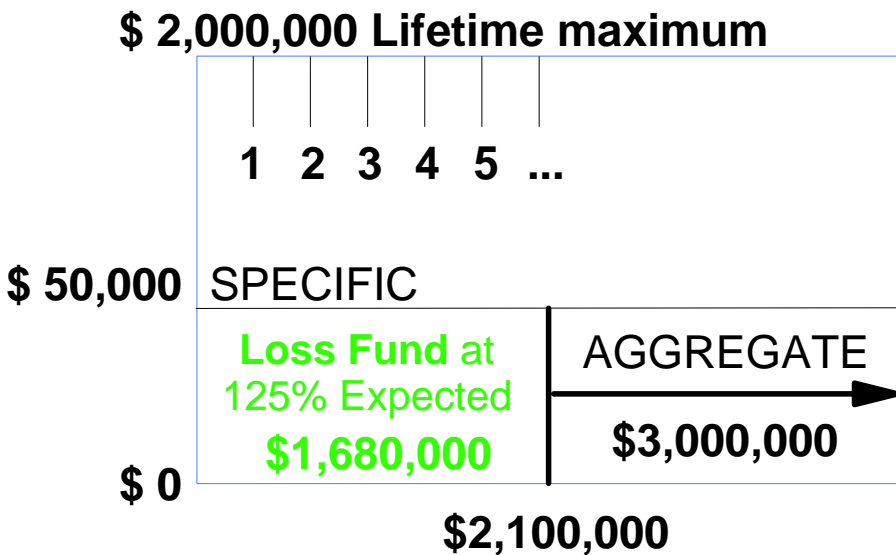 $ 2,000,000 Lifetime maximum
1 2 3 4 5 ...
$ 50,000 SPECIFIC
Loss Fund at
125% Expected
$1,680,000
AGGREGATE
$3,000,000
$ 0
$2,100,000